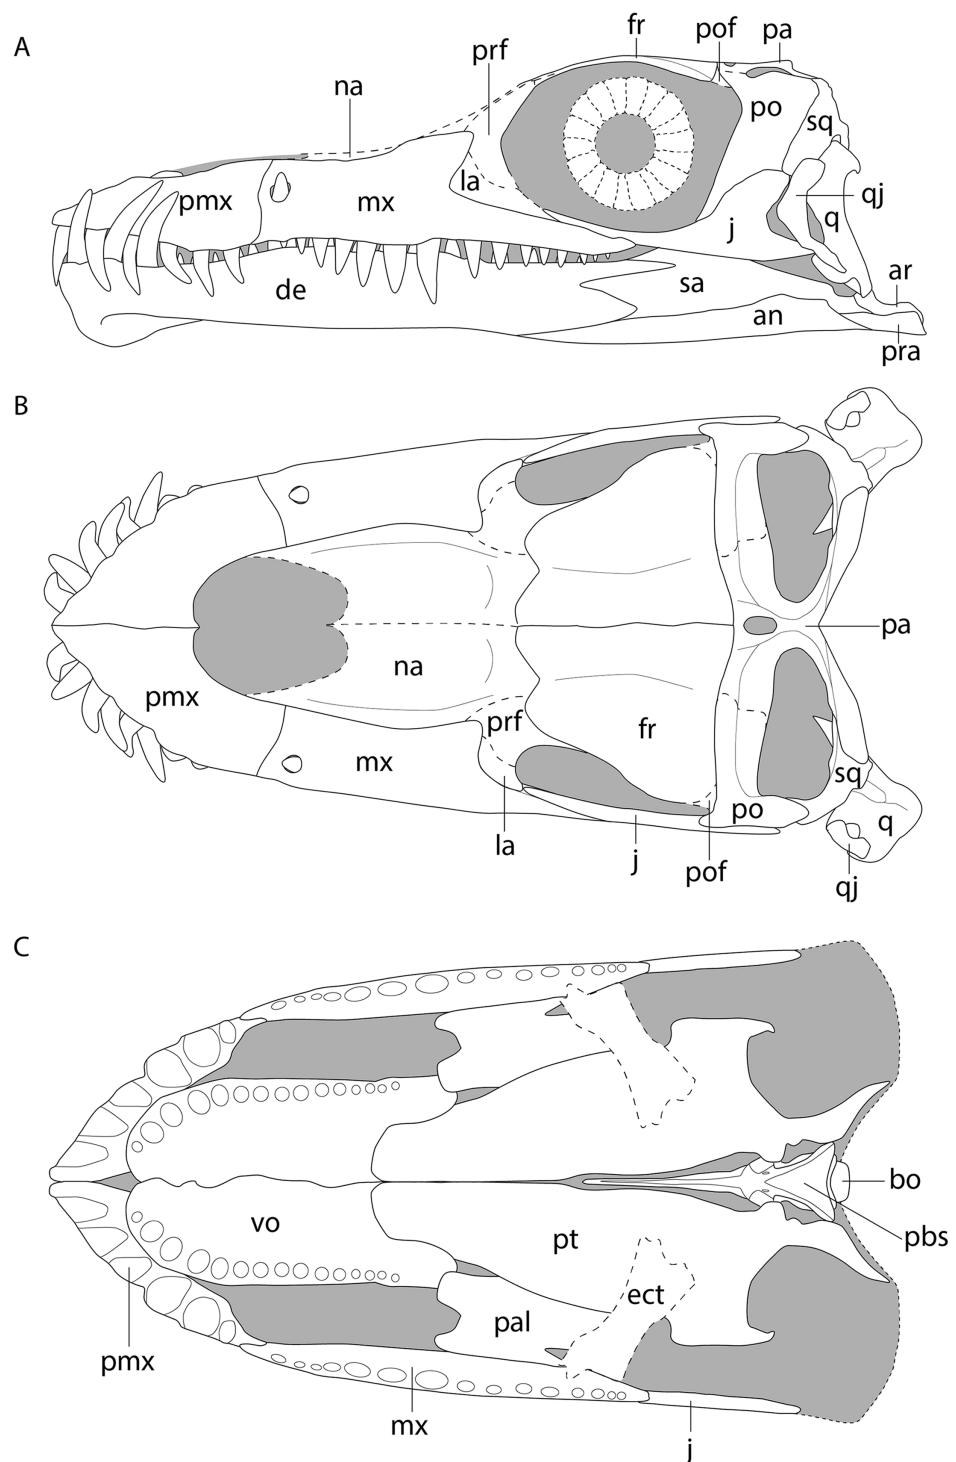 A
fr
pof
pa
prf
na
po
sq
la
pmx
mx
qj
q
j
de
sa
ar
an
pra
B
pa
na
pmx
prf
fr
mx
sq
po
q
la
j
pof
qj
C
bo
vo
pbs
pt
ect
pal
pmx
mx
j